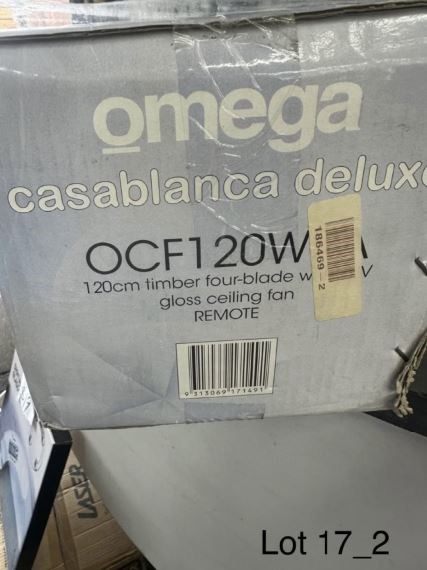 omega
casablanca delux
OCF120W
120cm timber four-blade w
gloss ceiling fan
REMOTE
186469 - 2
9 313069 171491
LASER
Lot 17_2